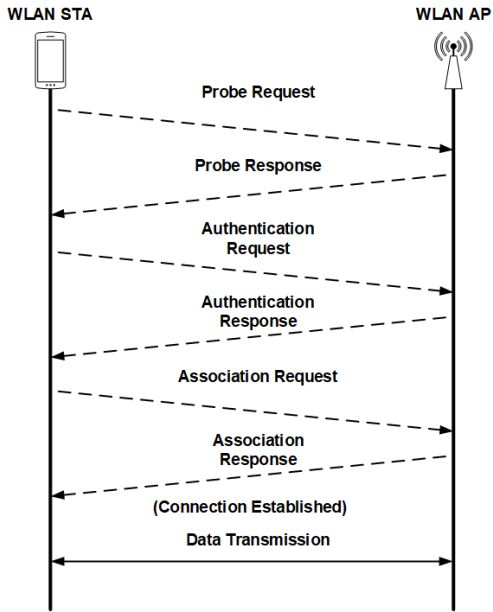 WLAN STA
WLAN AP
Probe Request
Probe Response
Authentication
Request
Authentication
Response
Association Request
Association
Response
(Connection Established)
Data Transmission